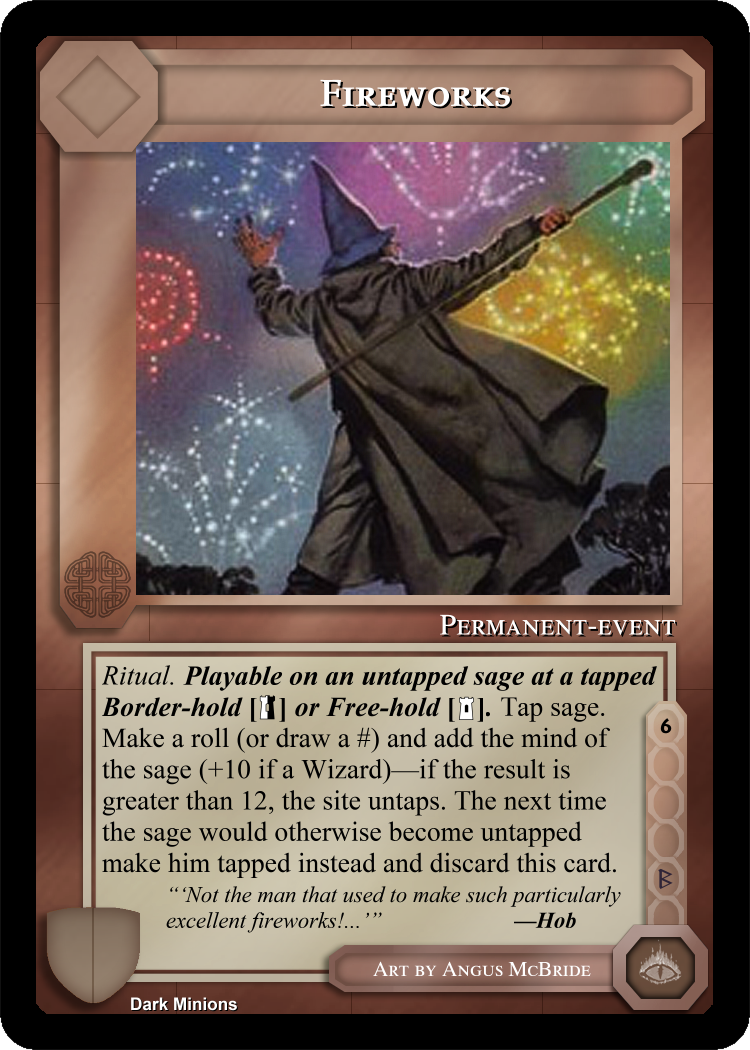 Fireworks
Permanent-event
Ritual. Playable on an untapped sage at a tapped
Border-hold [] or Free-hold []. Tap sage.
Make a roll (or draw a #) and add the mind of
the sage (+10 if a Wizard)—if the result is
greater than 12, the site untaps. The next time
the sage would otherwise become untapped
make him tapped instead and discard this card.
“‘Not the man that used to make such particularly
excellent fireworks!...’” —Hob
6
ᛒ
Art by Angus McBride
Dark Minions